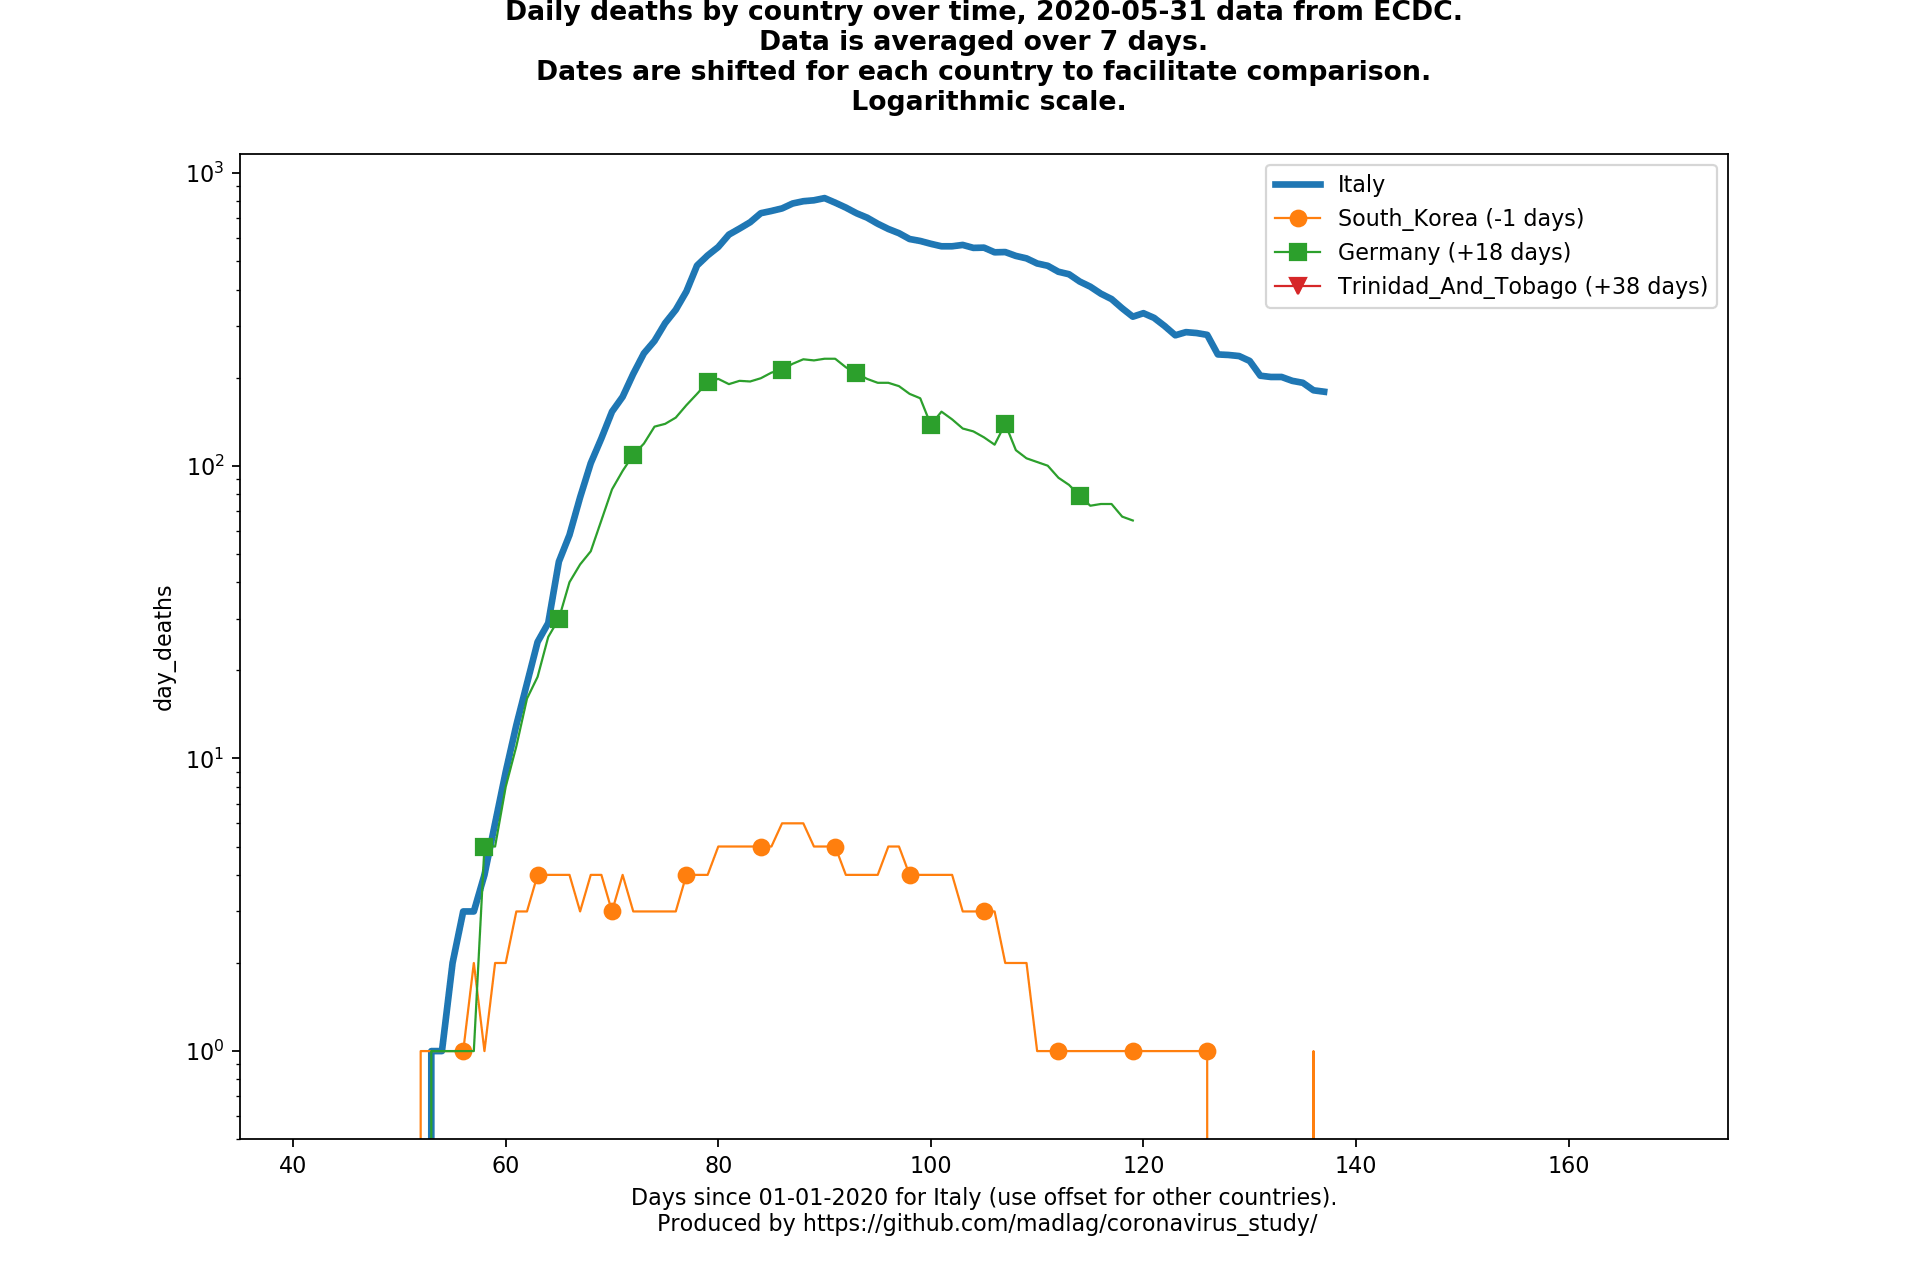 Daily deaths by country over time, 2020-05-31 data from ECDC.
Data is averaged over 7 days.
Dates are shifted for each country to facilitate comparison.
Logarithmic scale.
10³
10²
10¹
10⁰
day_deaths
Italy
South_Korea (-1 days)
Germany (+18 days)
Trinidad_And_Tobago (+38 days)
40 60 80 100 120 140 160
Days since 01-01-2020 for Italy (use offset for other countries).
Produced by https://github.com/madlag/coronavirus_study/